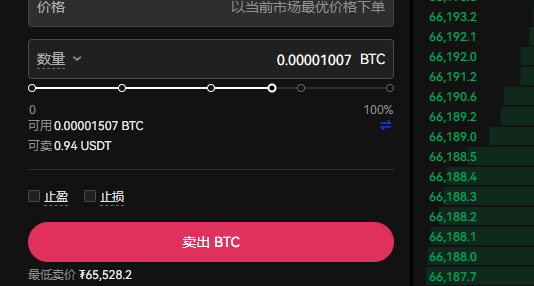 价格 以当前市场最优价格下单
数量 0.00001007 BTC
0 100%
可用 0.00001507 BTC
可卖 0.94 USDT
止盈 止损
卖出 BTC
最低卖价 ₮65,528.2
66,193.2
66,192.1
66,192.0
66,191.2
66,190.6
66,189.2
66,189.0
66,188.5
66,188.4
66,188.3
66,188.2
66,188.1
66,188.0
66,187.7